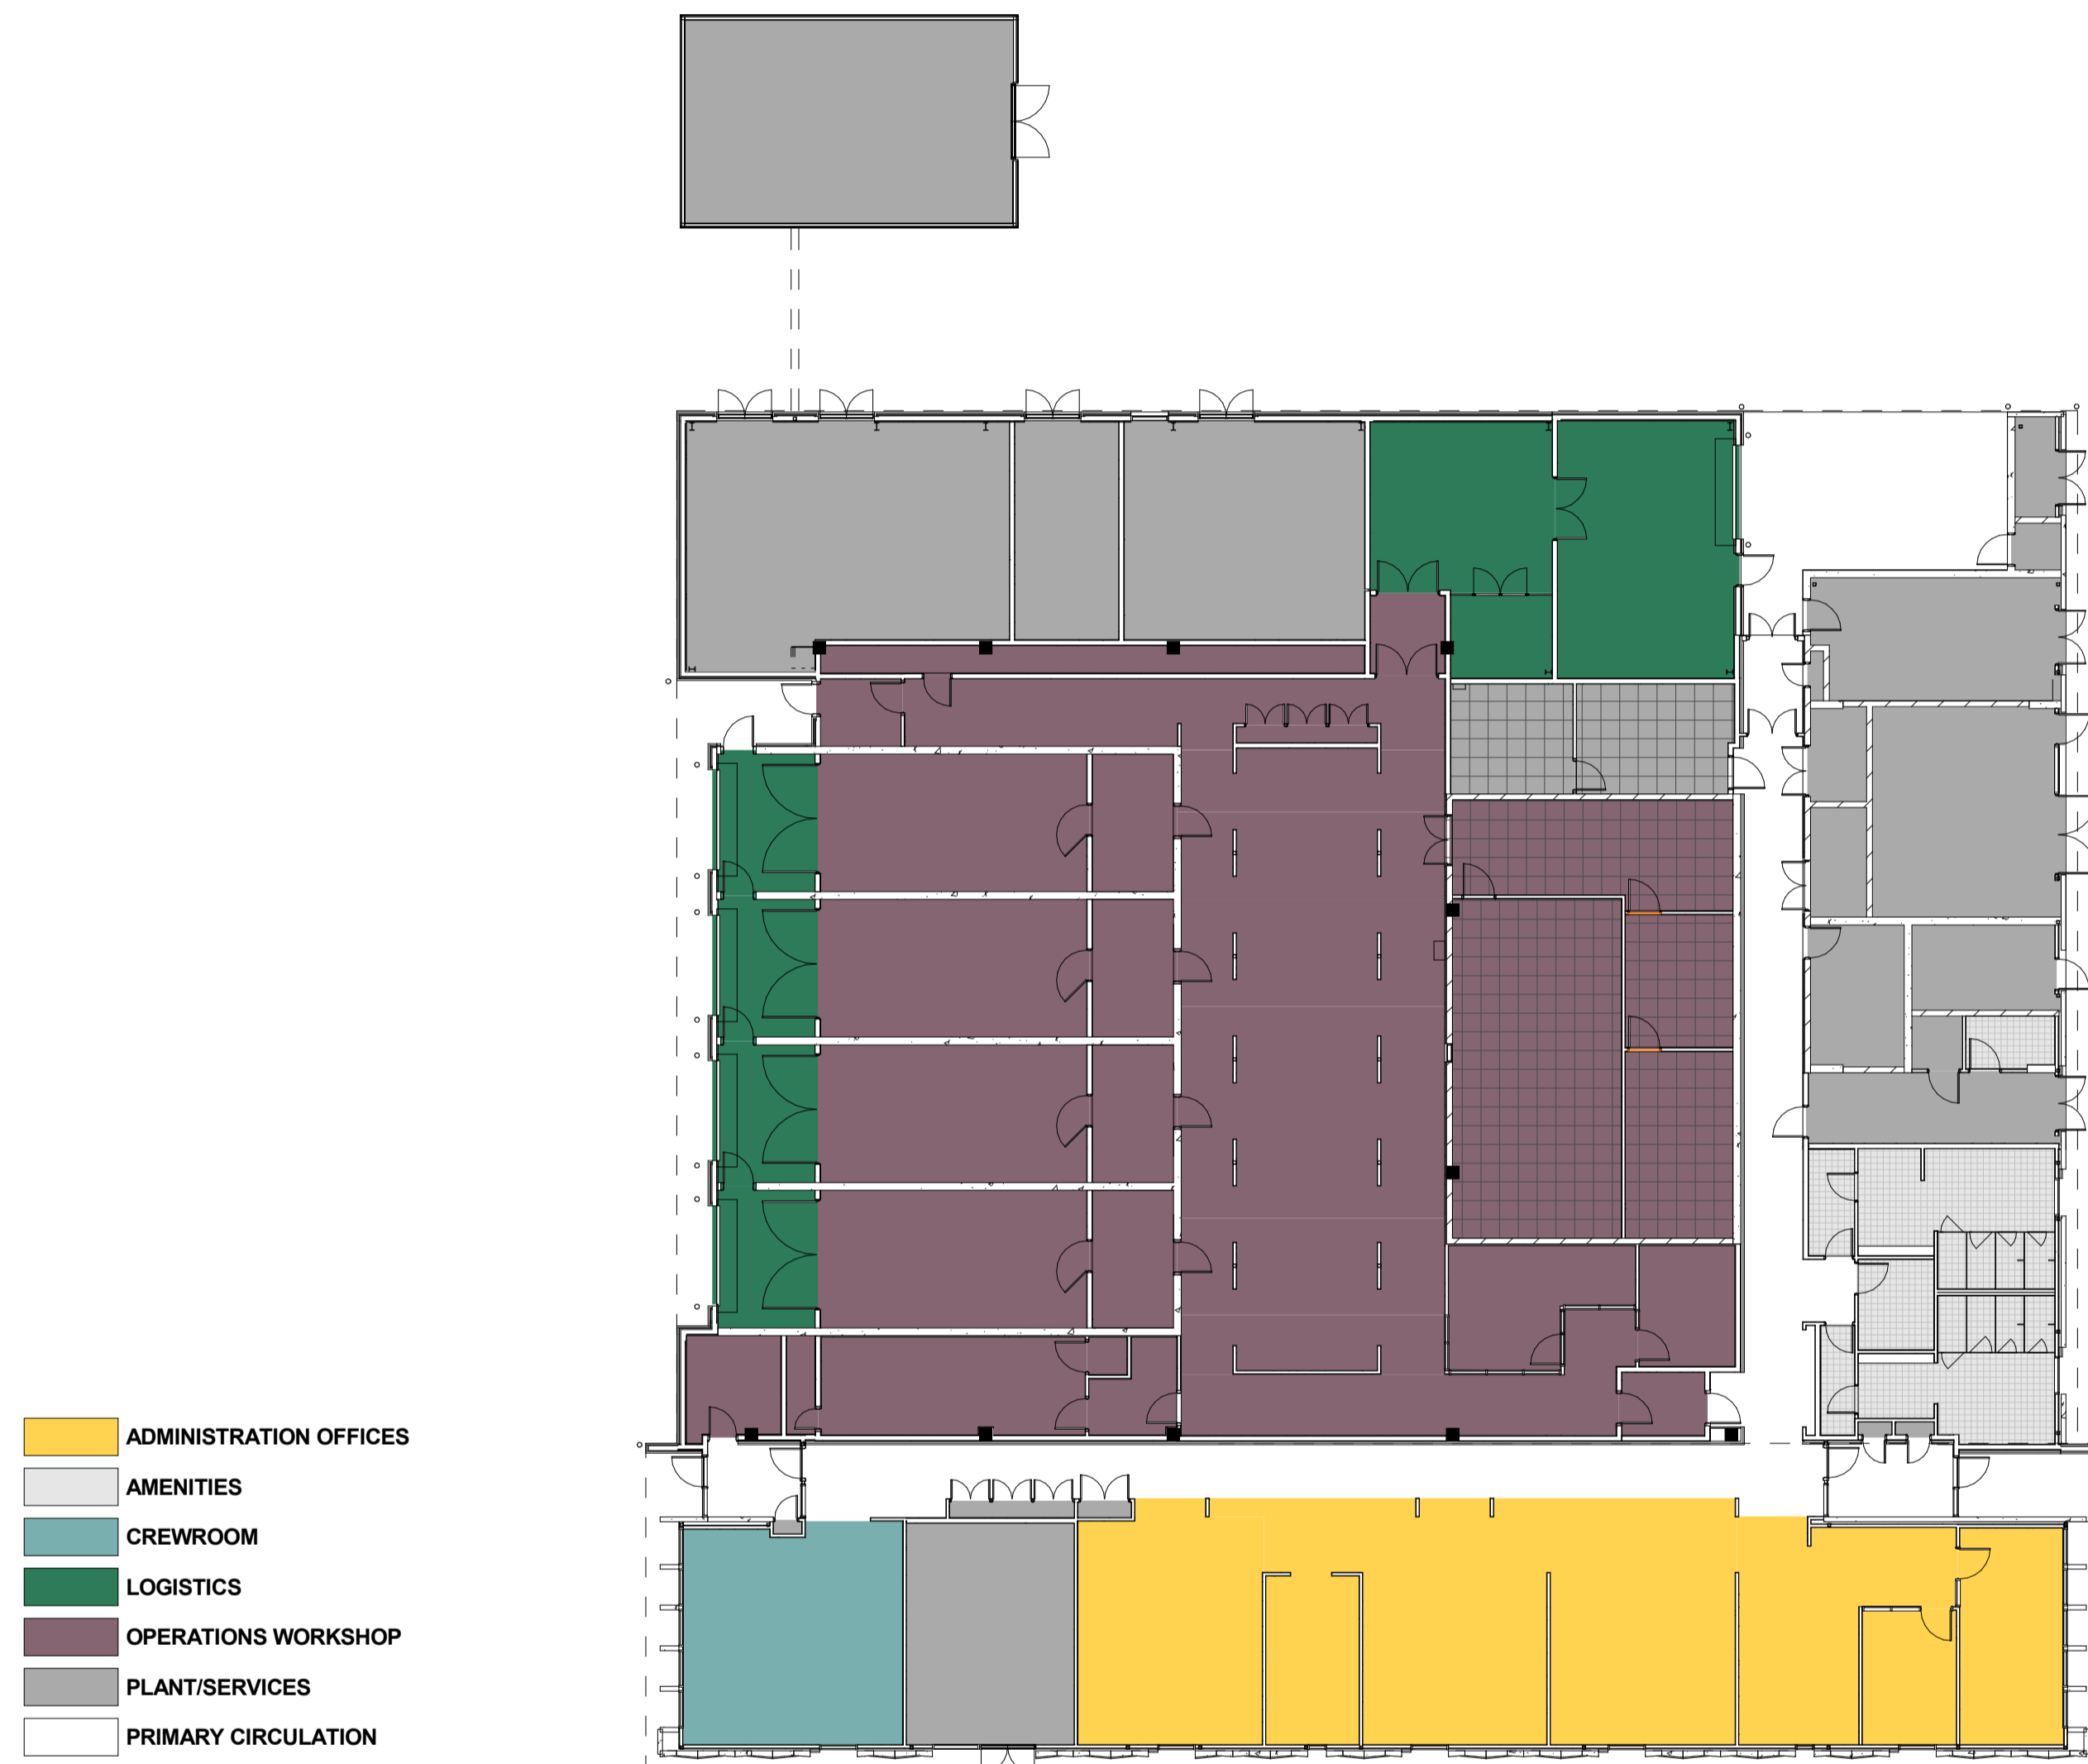 ADMINISTRATION OFFICES
AMENITIES
CREWROOM
LOGISTICS
OPERATIONS WORKSHOP
PLANT/SERVICES
PRIMARY CIRCULATION